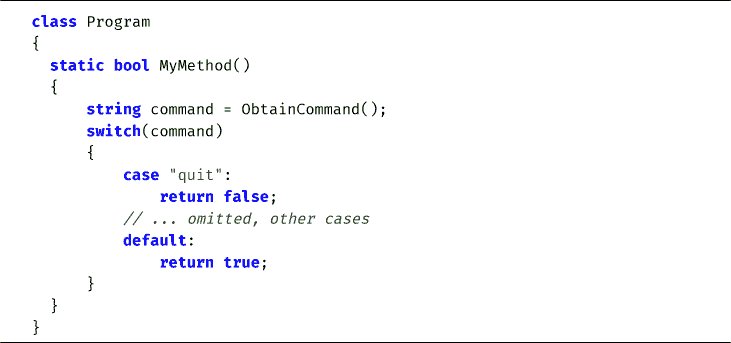 class Program
{
static bool MyMethod()
{
string command = ObtainCommand();
switch(command)
{
case "quit":
return false;
// ... omitted, other cases
default:
return true;
}
}
}